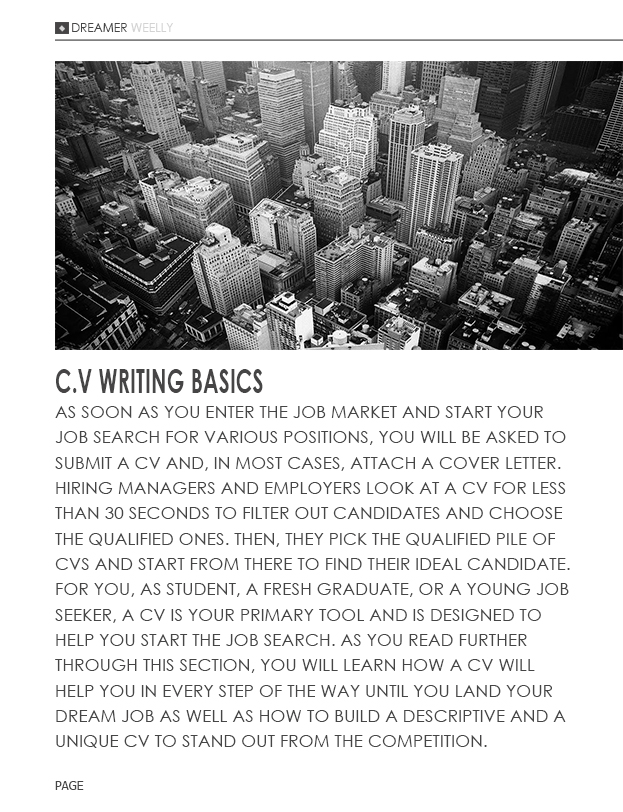 DREAMER WEELLY
C.V WRITING BASICS
AS SOON AS YOU ENTER THE JOB MARKET AND START YOUR
JOB SEARCH FOR VARIOUS POSITIONS, YOU WILL BE ASKED TO
SUBMIT A CV AND, IN MOST CASES, ATTACH A COVER LETTER.
HIRING MANAGERS AND EMPLOYERS LOOK AT A CV FOR LESS
THAN 30 SECONDS TO FILTER OUT CANDIDATES AND CHOOSE
THE QUALIFIED ONES. THEN, THEY PICK THE QUALIFIED PILE OF
CVS AND START FROM THERE TO FIND THEIR IDEAL CANDIDATE.
FOR YOU, AS STUDENT, A FRESH GRADUATE, OR A YOUNG JOB
SEEKER, A CV IS YOUR PRIMARY TOOL AND IS DESIGNED TO
HELP YOU START THE JOB SEARCH. AS YOU READ FURTHER
THROUGH THIS SECTION, YOU WILL LEARN HOW A CV WILL
HELP YOU IN EVERY STEP OF THE WAY UNTIL YOU LAND YOUR
DREAM JOB AS WELL AS HOW TO BUILD A DESCRIPTIVE AND A
UNIQUE CV TO STAND OUT FROM THE COMPETITION.
PAGE